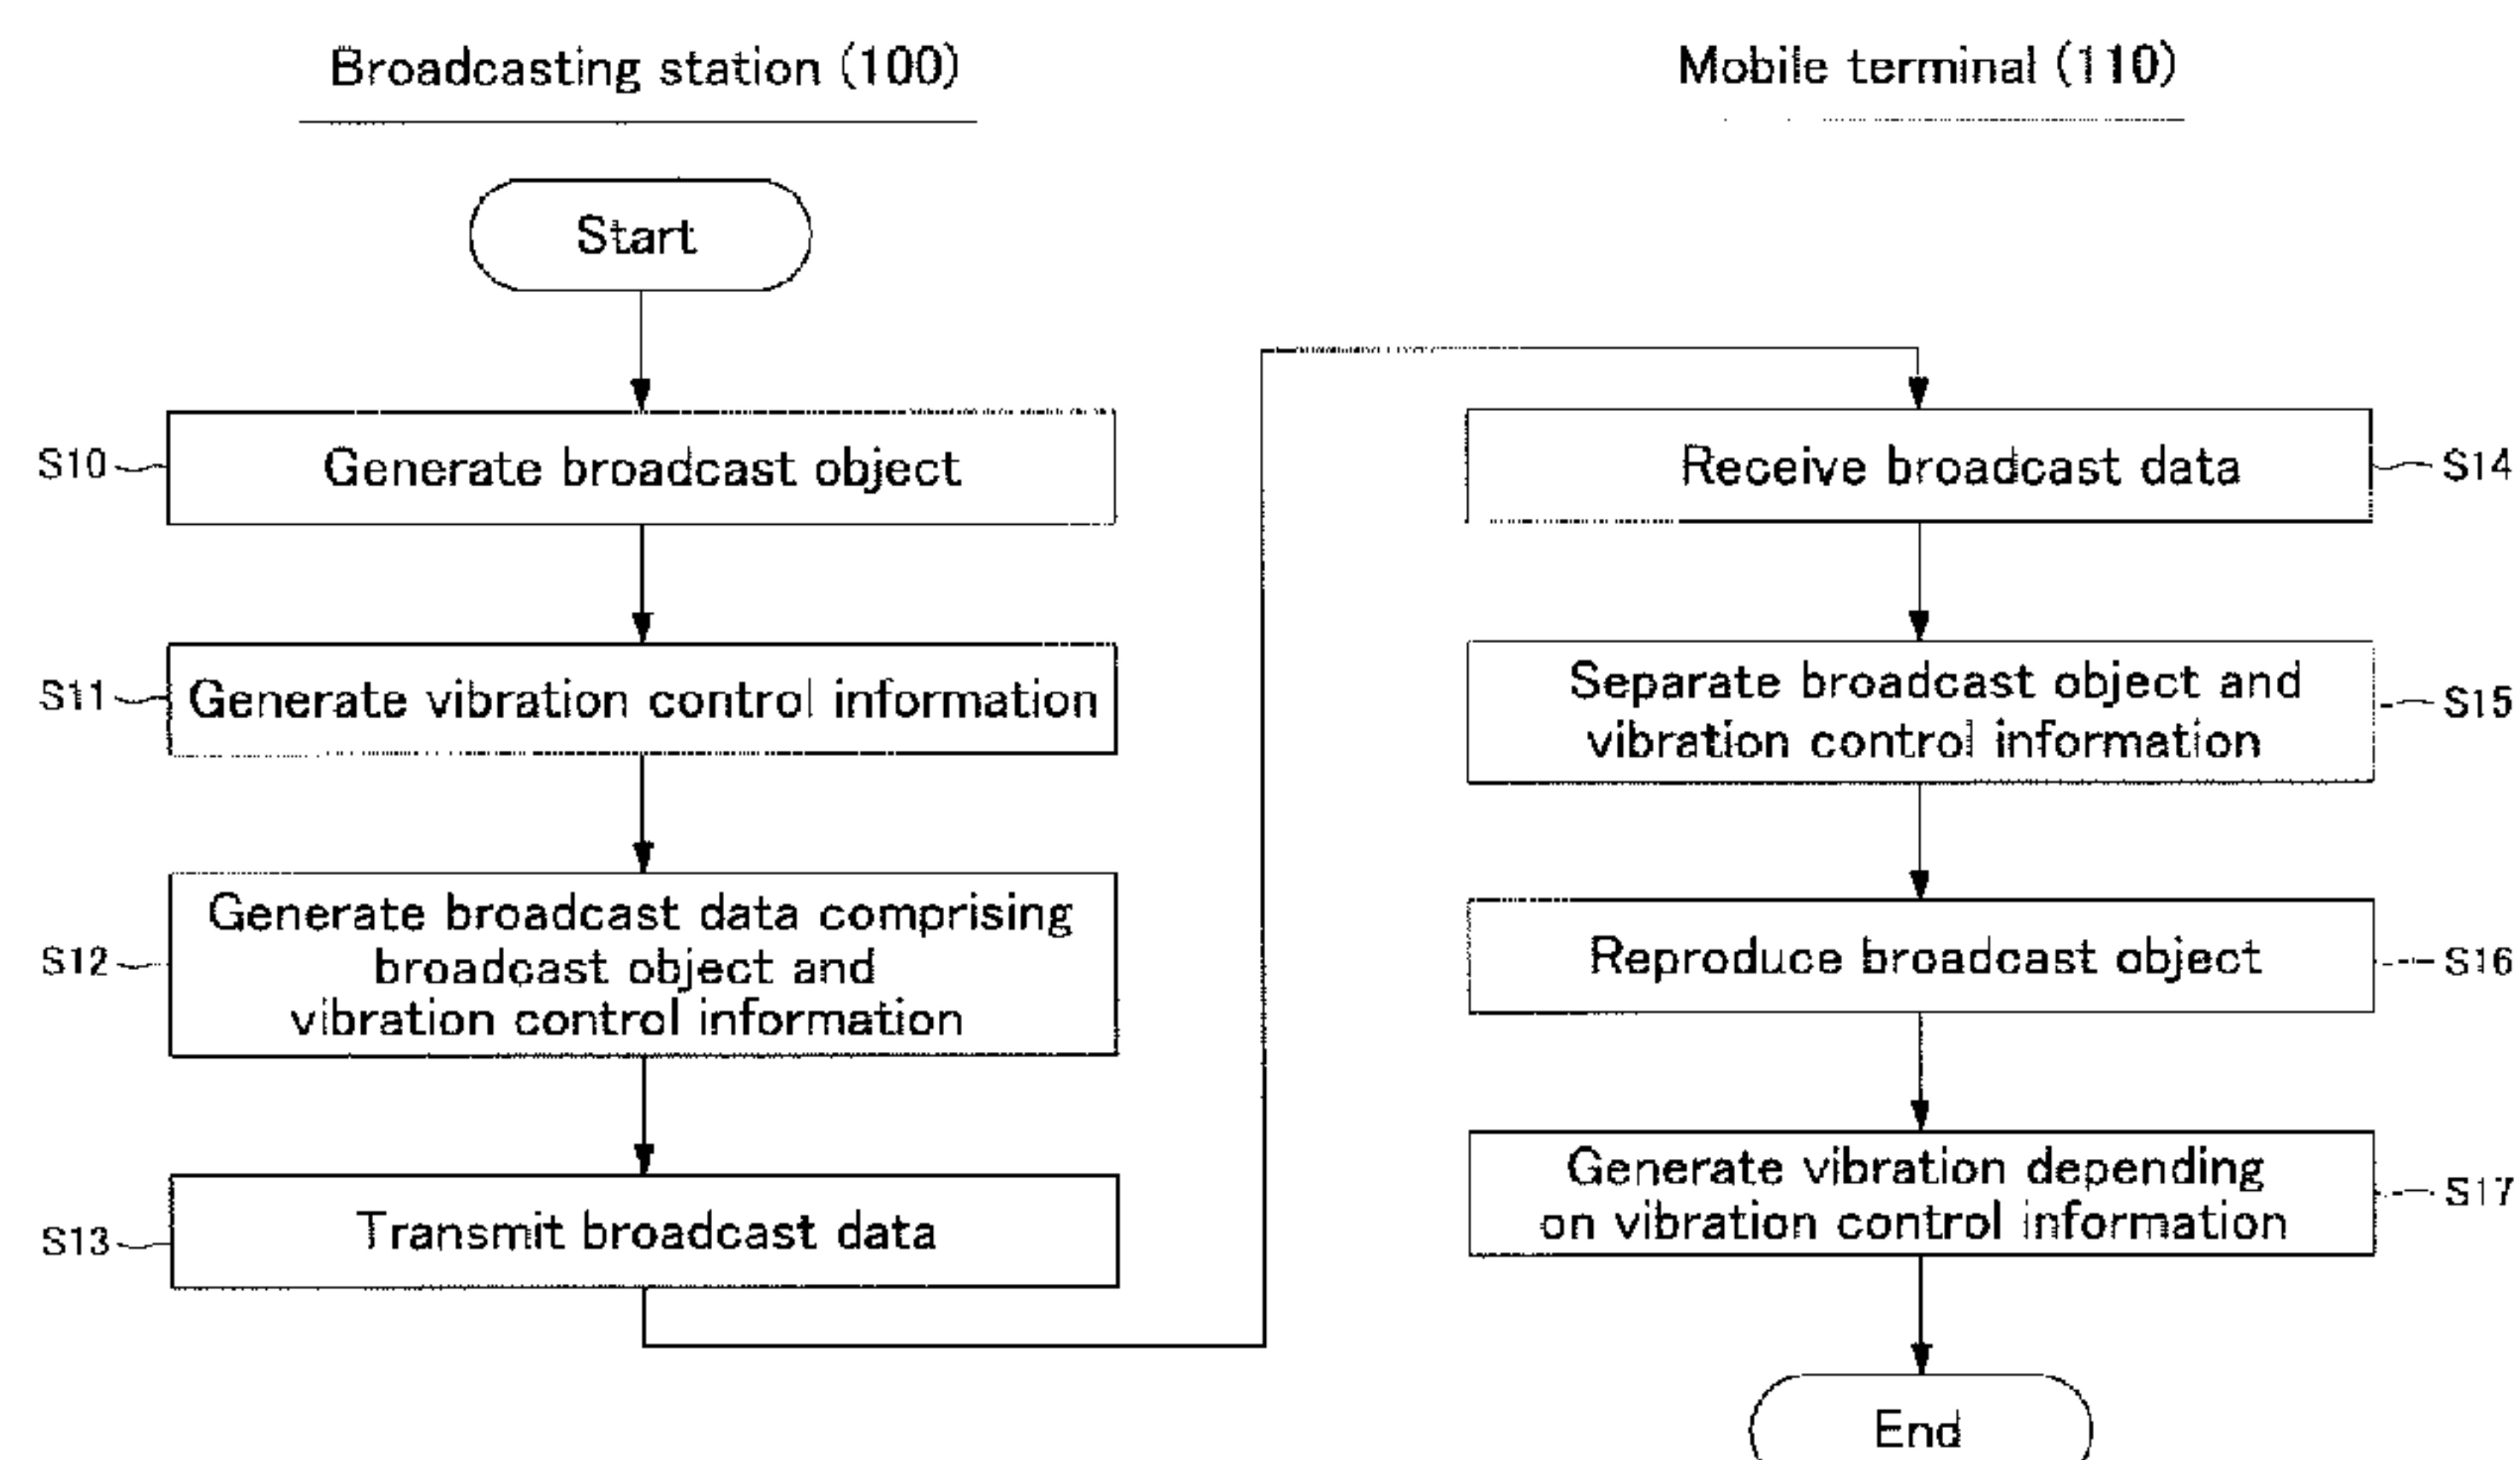 Broadcasting station (100)
Start
S10
Generate broadcast object
S11
Generate vibration control information
S12
Generate broadcast data comprising
broadcast object and
vibration control information
S13
Transmit broadcast data
Mobile terminal (110)
Receive broadcast data
S14
Separate broadcast object and
vibration control information
S15
Reproduce broadcast object
S16
Generate vibration depending
on vibration control information
S17
End